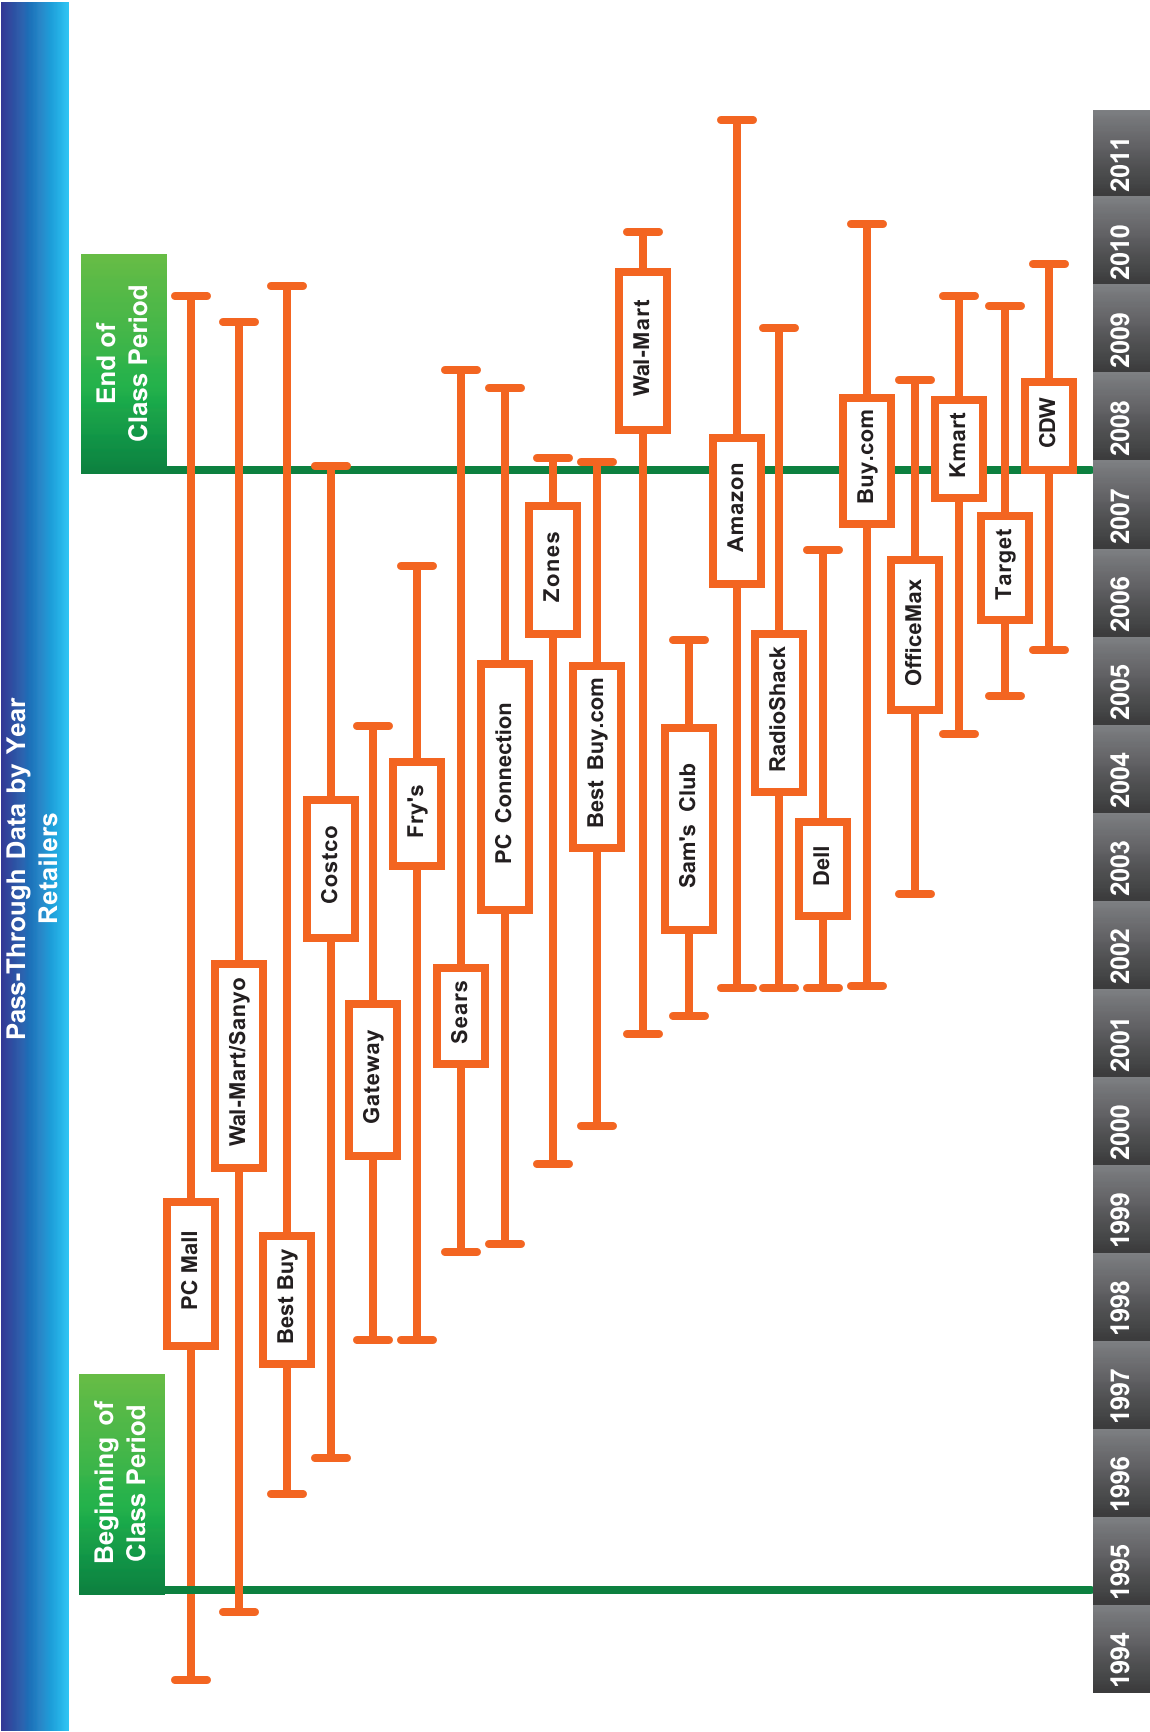 Pass-Through Data by Year
Retailers
Beginning of
Class Period
End of
Class Period
PC Mall
Wal-Mart/Sanyo
Best Buy
Costco
Gateway
Fry's
Sears
PC Connection
Zones
Best Buy.com
Wal-Mart
Sam's Club
Amazon
RadioShack
Dell
Buy.com
OfficeMax
Kmart
Target
CDW
1994 1995 1996 1997 1998 1999 2000 2001 2002 2003 2004 2005 2006 2007 2008 2009 2010 2011